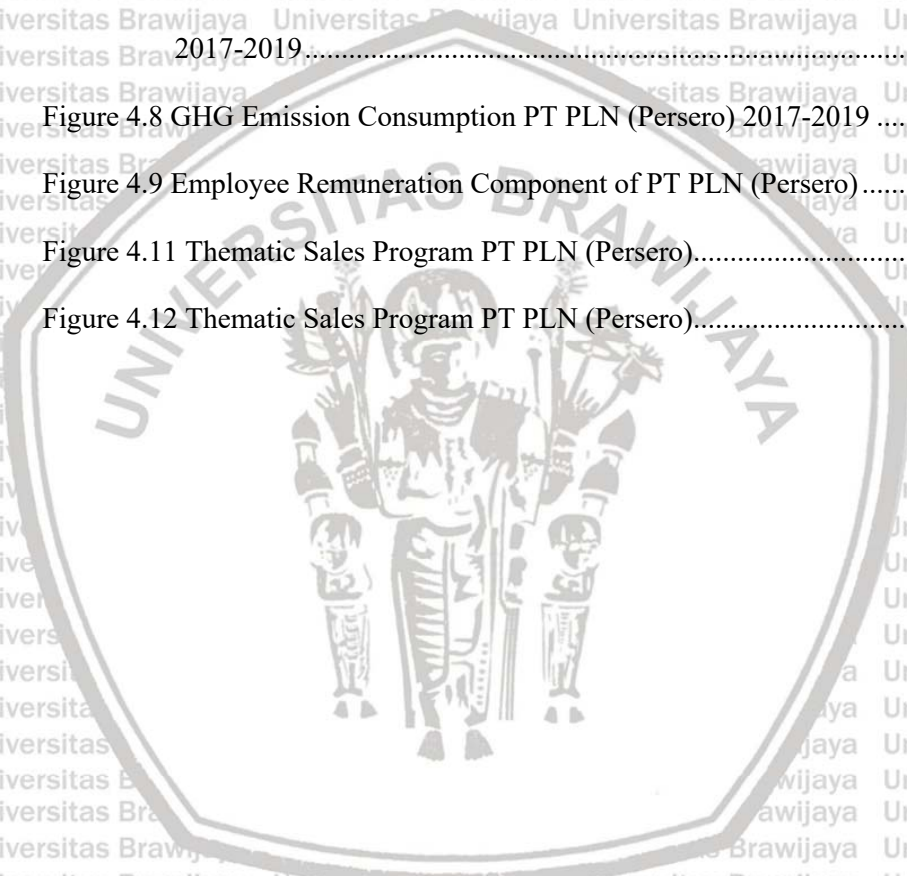 2017-2019.......................................................................................
Figure 4.8 GHG Emission Consumption PT PLN (Persero) 2017-2019 ....
Figure 4.9 Employee Remuneration Component of PT PLN (Persero) ......
Figure 4.11 Thematic Sales Program PT PLN (Persero)............................
Figure 4.12 Thematic Sales Program PT PLN (Persero)............................
UNIVERSITAS BRAWIJAYA